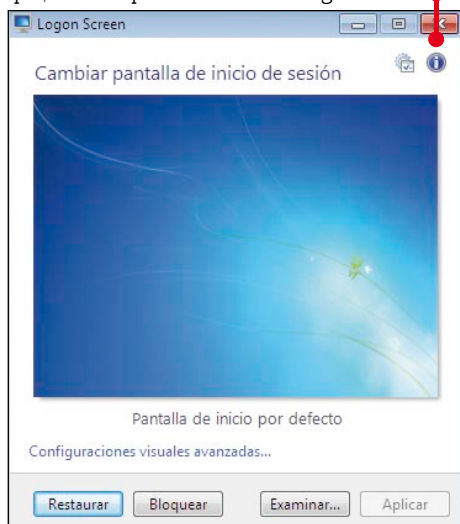 Logon Screen
Cambiar pantalla de inicio de sesión
Pantalla de inicio por defecto
Configuraciones visuales avanzadas...
Restaurar Bloquear Examinar... Aplicar